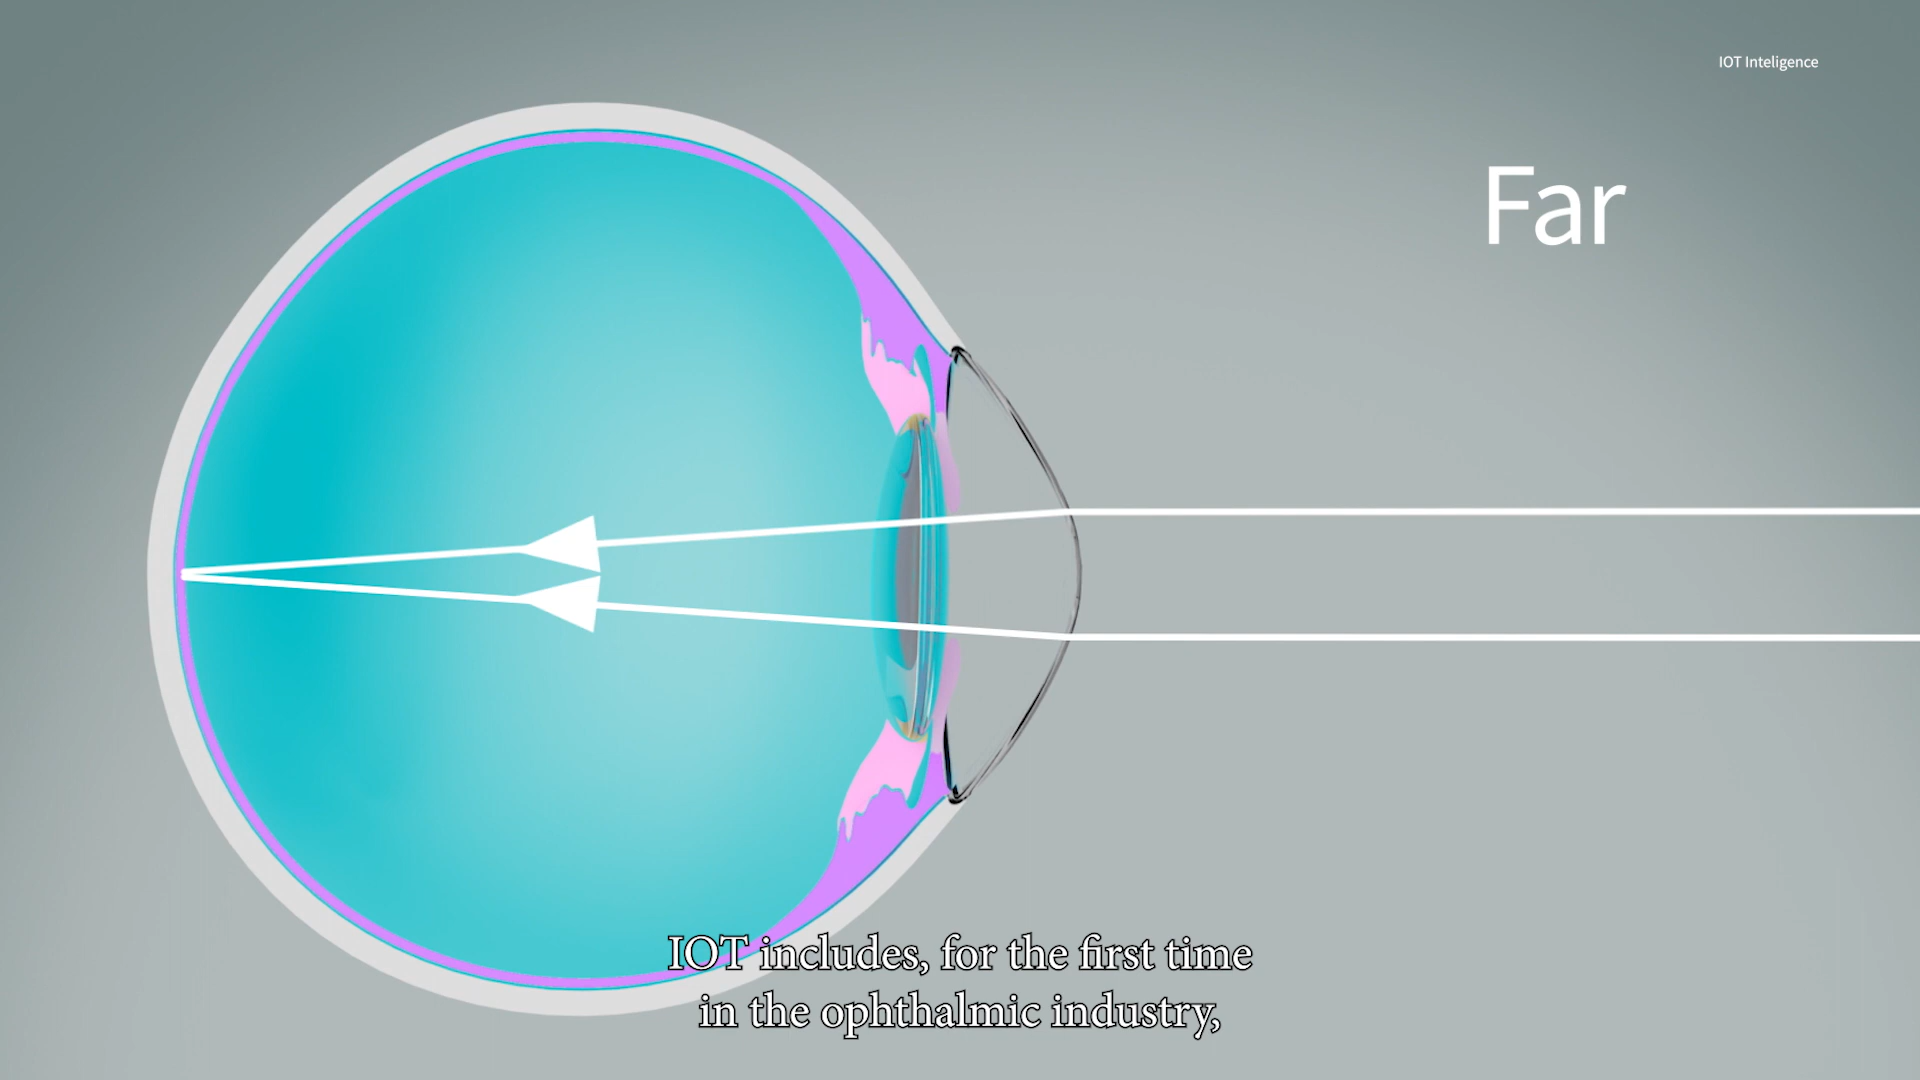 IOT Inteligence
Far
IOT includes, for the first time
in the ophthalmic industry,